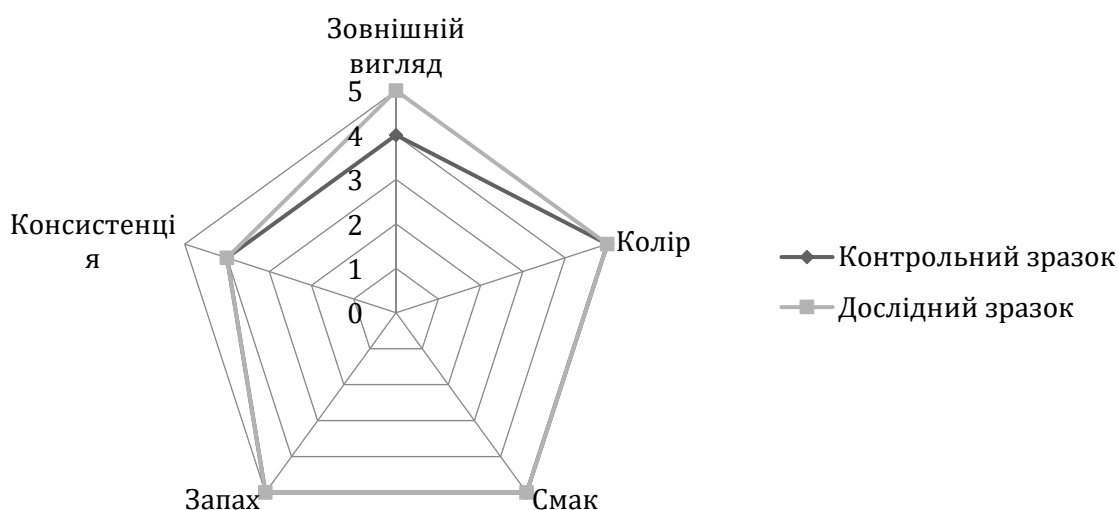 Зовнішній
вигляд
5
4
3
2
1
0
Колір
Консистенці
я
Контрольний зразок
Дослідний зразок
Запах
Смак